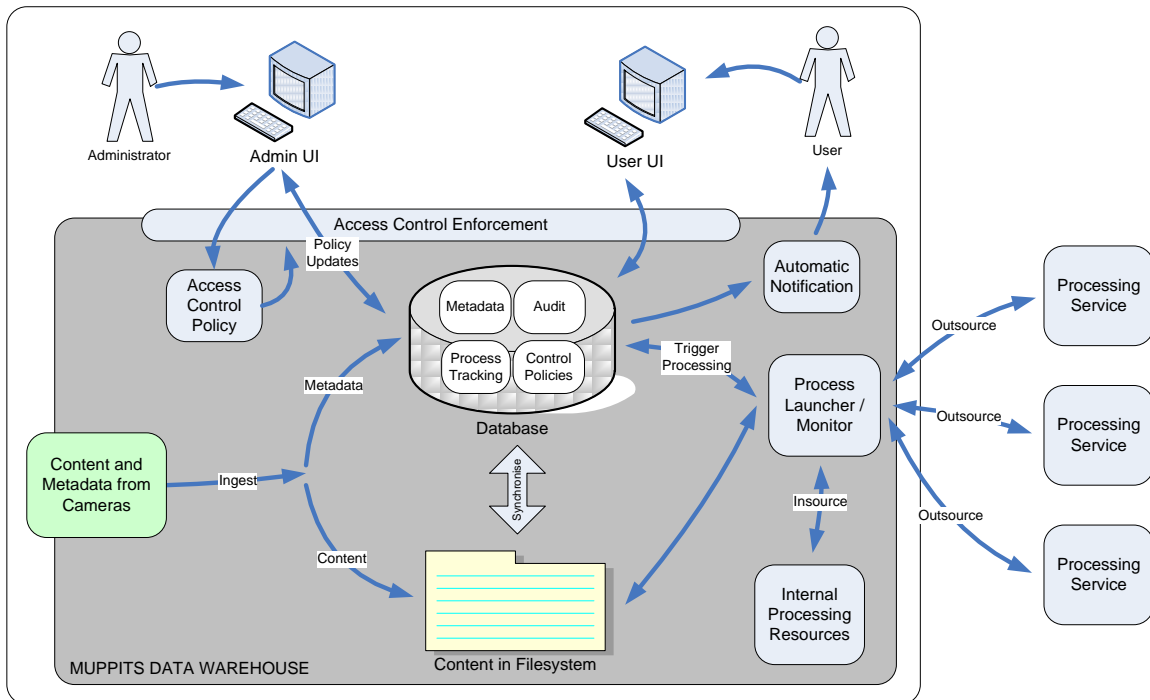 Administrator
Admin UI
User UI
User
Access Control Enforcement
Policy
Updates
Access
Control
Policy
Automatic
Notification
Metadata
Audit
Process
Tracking
Control
Policies
Database
Trigger
Processing
Process
Launcher /
Monitor
Outsource
Processing
Service
Outsource
Processing
Service
Outsource
Processing
Service
Metadata
Content and
Metadata from
Cameras
Ingest
Synchronise
Insource
Content
Internal
Processing
Resources
Content in Filesystem
MUPPITS DATA WAREHOUSE